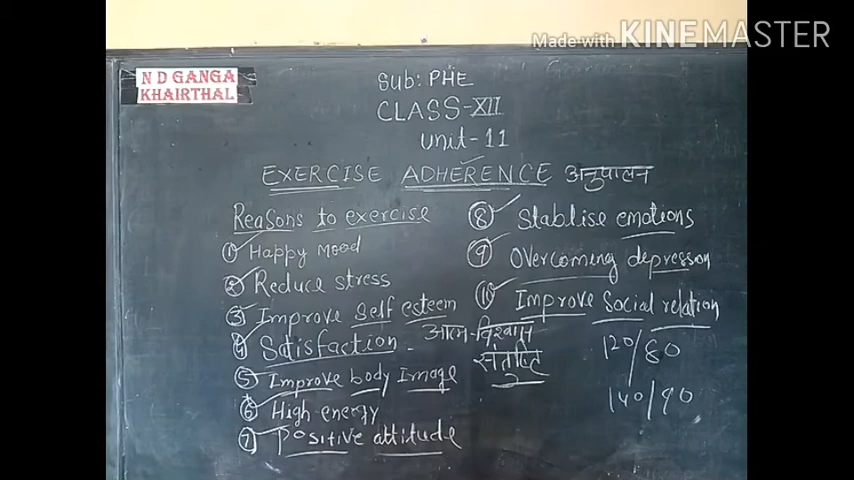 Made with KINEMASTER
N D GANGA
KHAIRTHAL
Sub: PHE
CLASS-XII
Unit-11
EXERCISE ADHERENCE अनुपालन
Reasons to exercise
① Happy Mood
② Reduce stress
③ Improve Self esteem
आत्म-विश्वास
④ Satisfaction -
⑤ Improve body Image
⑥ High energy
⑦ Positive attitude
⑧ Stablise emotions
⑨ Overcoming depresson
⑩ Improve Social relation
120/80
140/90